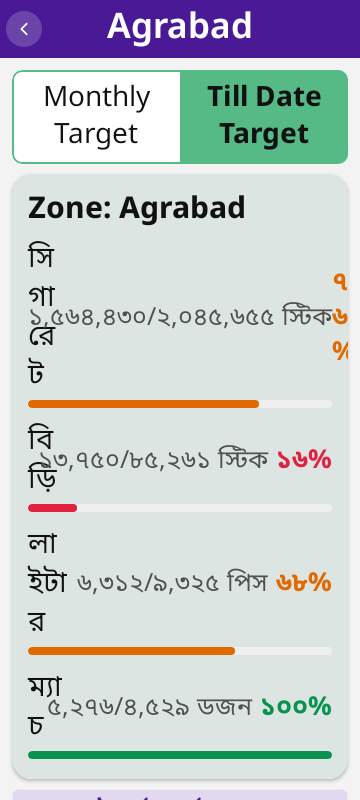 Agrabad
Monthly
Target
Till Date
Target
Zone: Agrabad
সিগারেট
১,৫৬৪,৪৩০/২,০৪৫,৬৫৫ স্টিক
৭৬%
বিড়ি
১৩,৭৫০/৮৫,২৬১ স্টিক ১৬%
লাইটার
৬,৩১২/৯,৩২৫ পিস ৬৮%
ম্যাচ
৫,২৭৬/৪,৫২৯ ডজন ১০০%